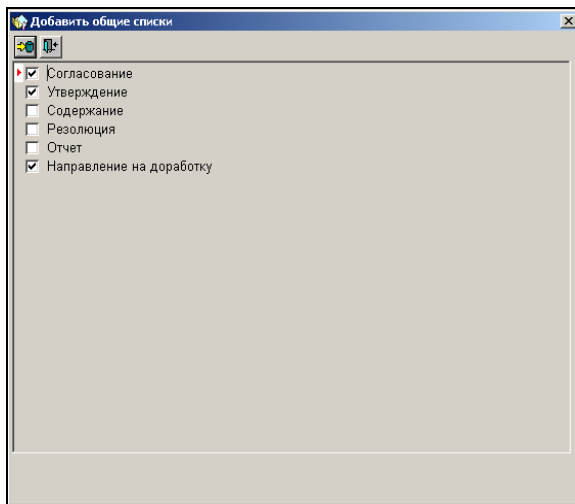 Добавить общие списки
Согласование
Утверждение
Содержание
Резолюция
Отчет
Направление на доработку